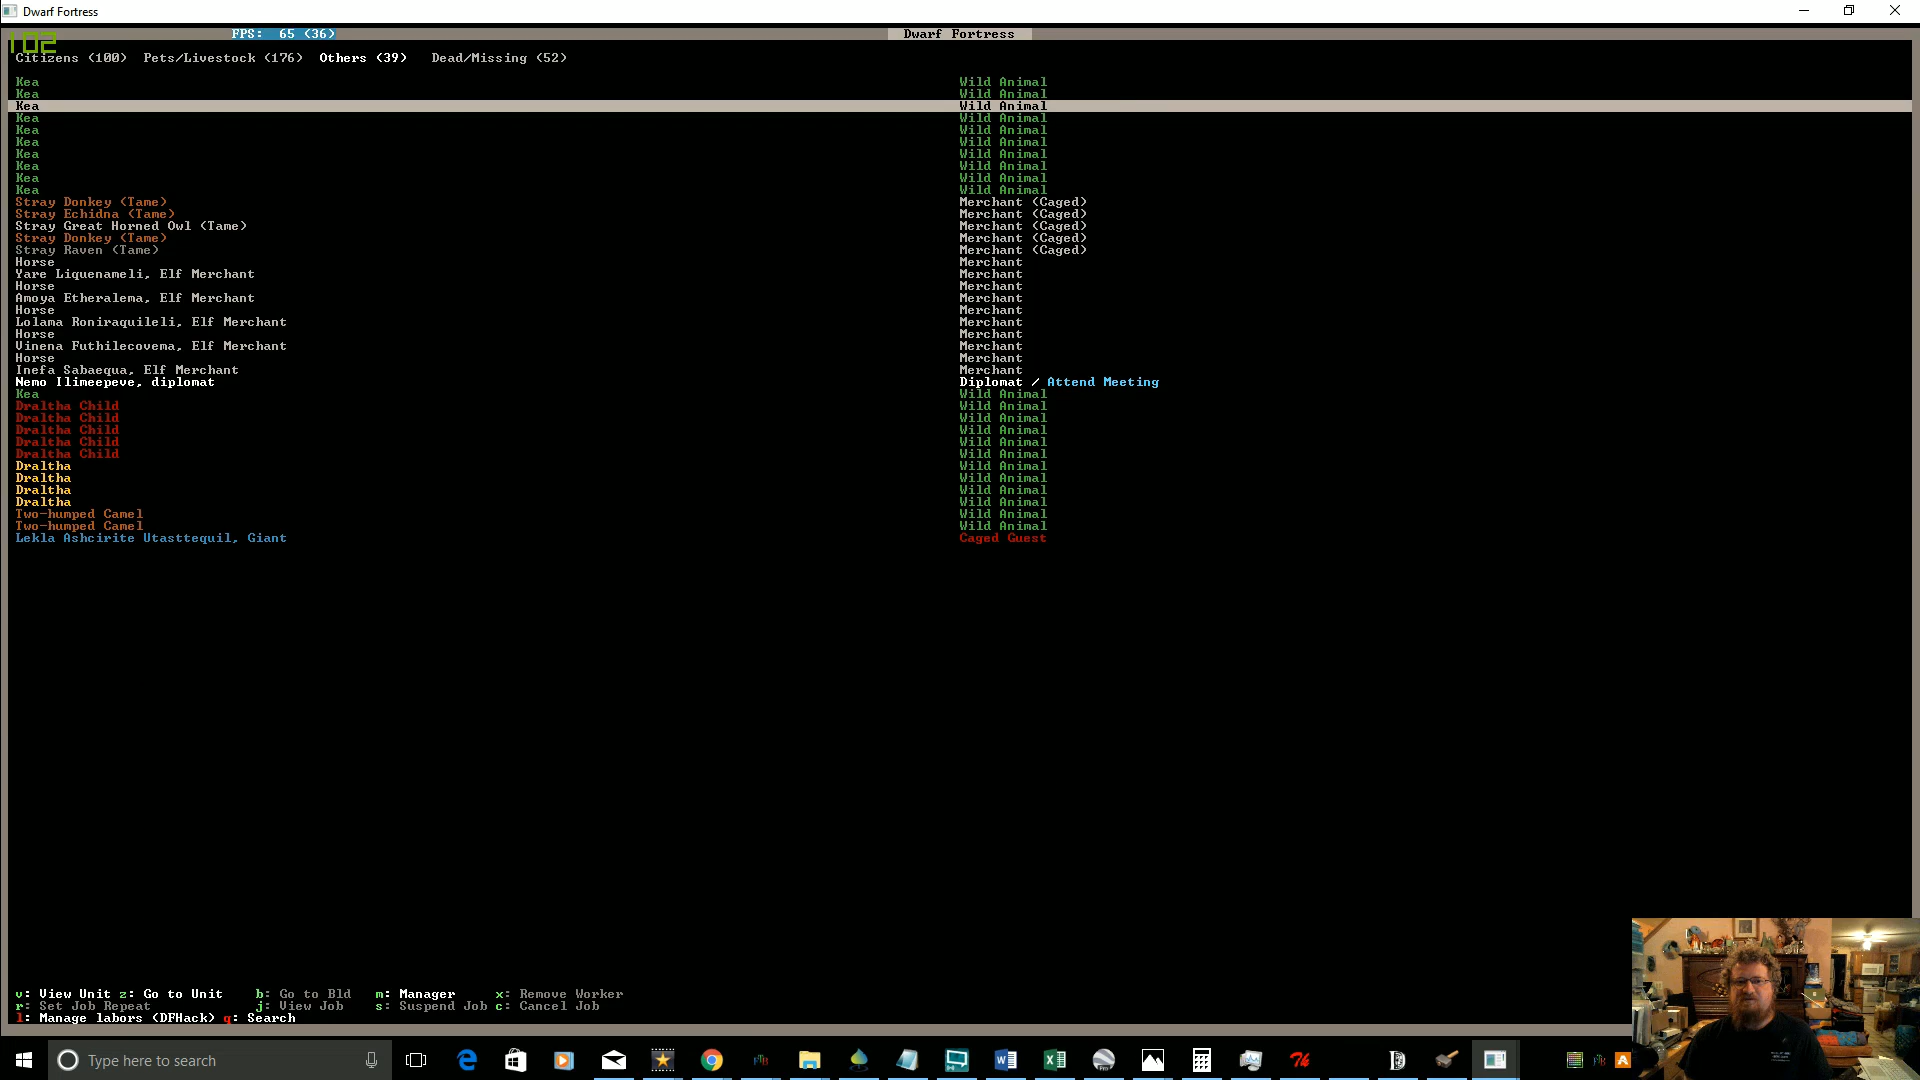 Dwarf Fortress
102
FPS: 65 (36)
Dwarf Fortress
Citizens (100) Pets/Livestock (176) Others (39) Dead/Missing (52)
Kea Wild Animal
Kea Wild Animal
Kea Wild Animal
Kea Wild Animal
Kea Wild Animal
Kea Wild Animal
Kea Wild Animal
Kea Wild Animal
Kea Wild Animal
Kea Wild Animal
Stray Donkey (Tame) Merchant (Caged)
Stray Echidna (Tame) Merchant (Caged)
Stray Great Horned Owl (Tame) Merchant (Caged)
Stray Donkey (Tame) Merchant (Caged)
Stray Raven (Tame) Merchant (Caged)
Horse Merchant
Yare Liquenameli, Elf Merchant Merchant
Horse Merchant
Amoya Etheralema, Elf Merchant Merchant
Horse Merchant
Lolama Roniraquileli, Elf Merchant Merchant
Horse Merchant
Vinena Futhilecovema, Elf Merchant Merchant
Horse Merchant
Inefa Sabaequa, Elf Merchant Merchant
Nemo Ilimeepeve, diplomat Diplomat / Attend Meeting
Kea Wild Animal
Draltha Child Wild Animal
Draltha Child Wild Animal
Draltha Child Wild Animal
Draltha Child Wild Animal
Draltha Child Wild Animal
Draltha Wild Animal
Draltha Wild Animal
Draltha Wild Animal
Draltha Wild Animal
Two-humped Camel Wild Animal
Two-humped Camel Wild Animal
Lekla Ashcirite Utasttequil, Giant Caged Guest
v: View Unit z: Go to Unit b: Go to Bld m: Manager x: Remove Worker
r: Set Job Repeat j: View Job s: Suspend Job c: Cancel Job
l: Manage labors (DFHack) q: Search
Type here to search